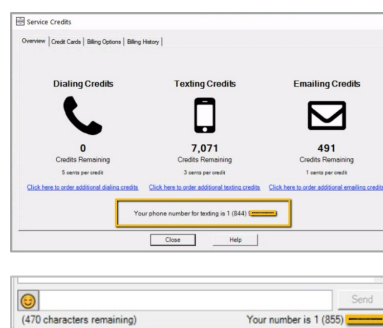 Service Credits
Overview | Credit Cards | Billing Options | Billing History |
Dialing Credits Texting Credits Emailing Credits
0 7,071 491
Credits Remaining Credits Remaining Credits Remaining
3 cents per credit 3 cents per credit 1 cents per credit
Click here to order additional dialing credits Click here to order additional texting credits Click here to order additional emailing credits
Your phone number for texting is 1 (844)
Close Help
Send
(470 characters remaining) Your number is 1 (855)